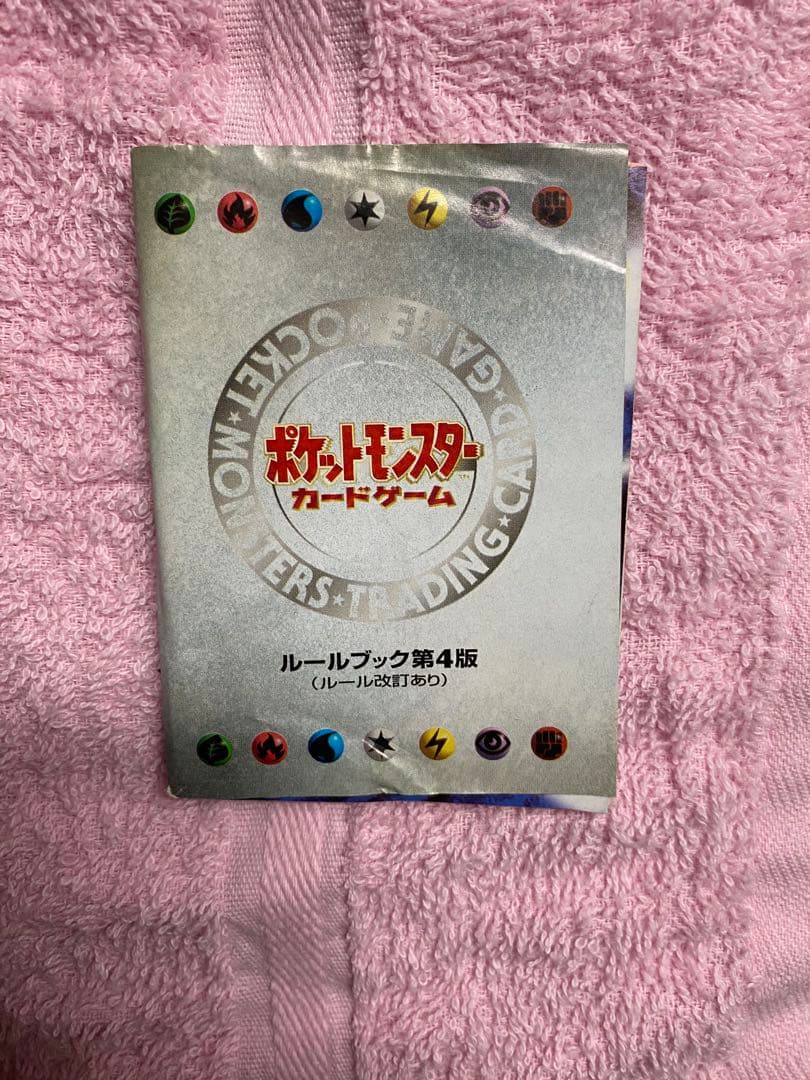 POCKET★MONSTERS★TRADING★CARD★GAME
ポケットモンスター
カードゲーム
ルールブック第4版
(ルール改訂あり)